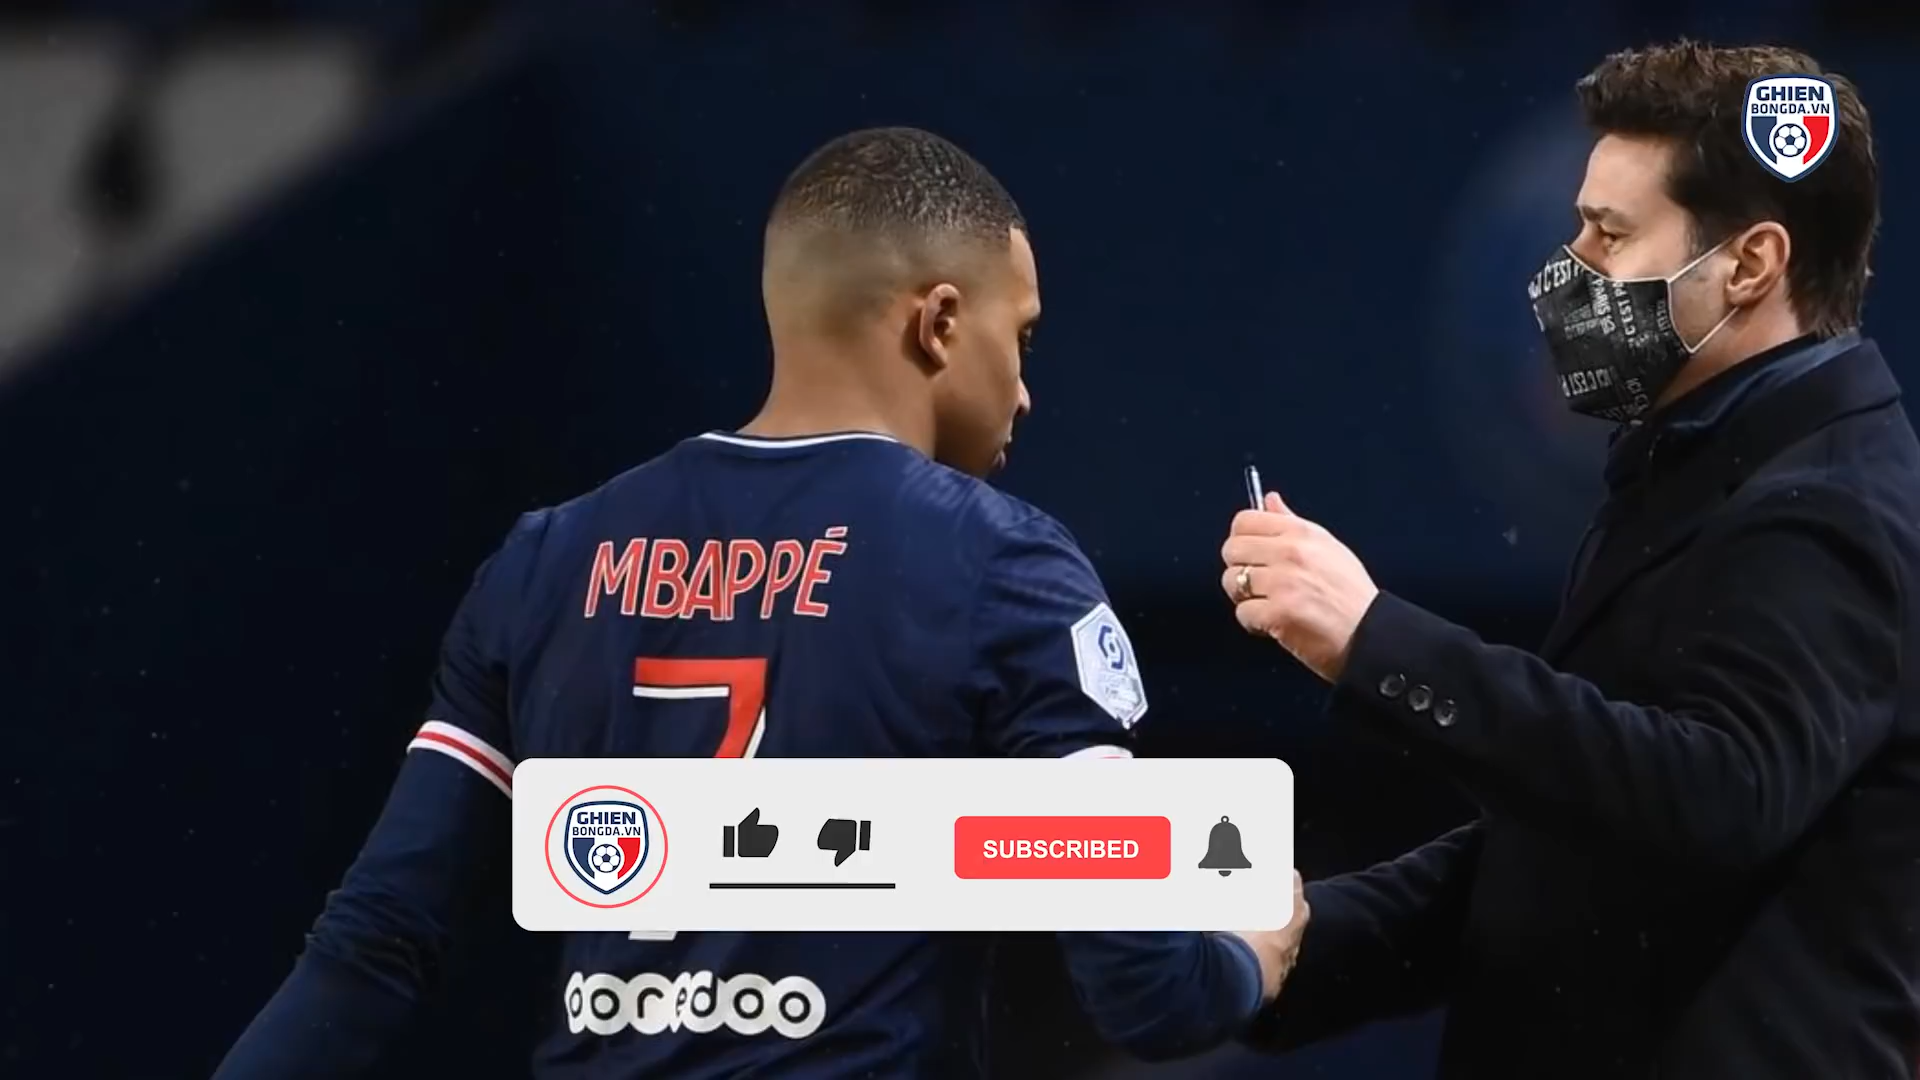 GHIEN
BONGDA.VN
MBAPPÉ
7
GHIEN
BONGDA.VN
SUBSCRIBED
ooredoo